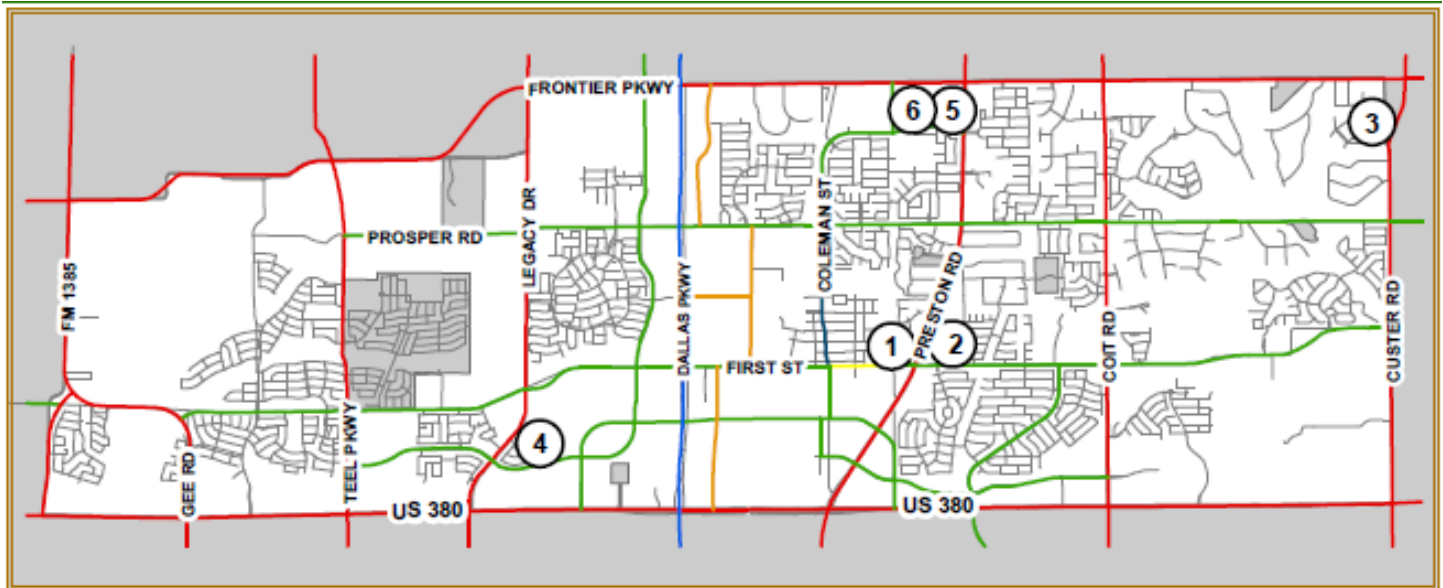 FRONTIER PKWY
6
5
3
LEGACY DR
COLEMAN ST
PROSPER RD
PRESTON RD
FM 1385
DALLAS PKWY
1
2
FIRST ST
COIT RD
CUSTER RD
4
TEEL PKWY
GEE RD
US 380
US 380